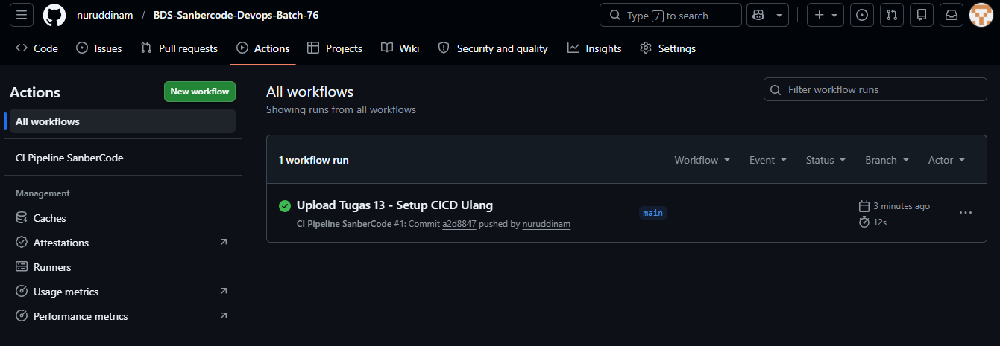 nuruddinam / BDS-Sanbercode-Devops-Batch-76
Type / to search
Code
Issues
Pull requests
Actions
Projects
Wiki
Security and quality
Insights
Settings
Actions
New workflow
All workflows
CI Pipeline SanberCode
Management
Caches
Attestations
Runners
Usage metrics
Performance metrics
All workflows
Showing runs from all workflows
Filter workflow runs
1 workflow run
Workflow
Event
Status
Branch
Actor
Upload Tugas 13 - Setup CICD Ulang
CI Pipeline SanberCode #1: Commit a2d8847 pushed by nuruddinam
main
3 minutes ago
12s